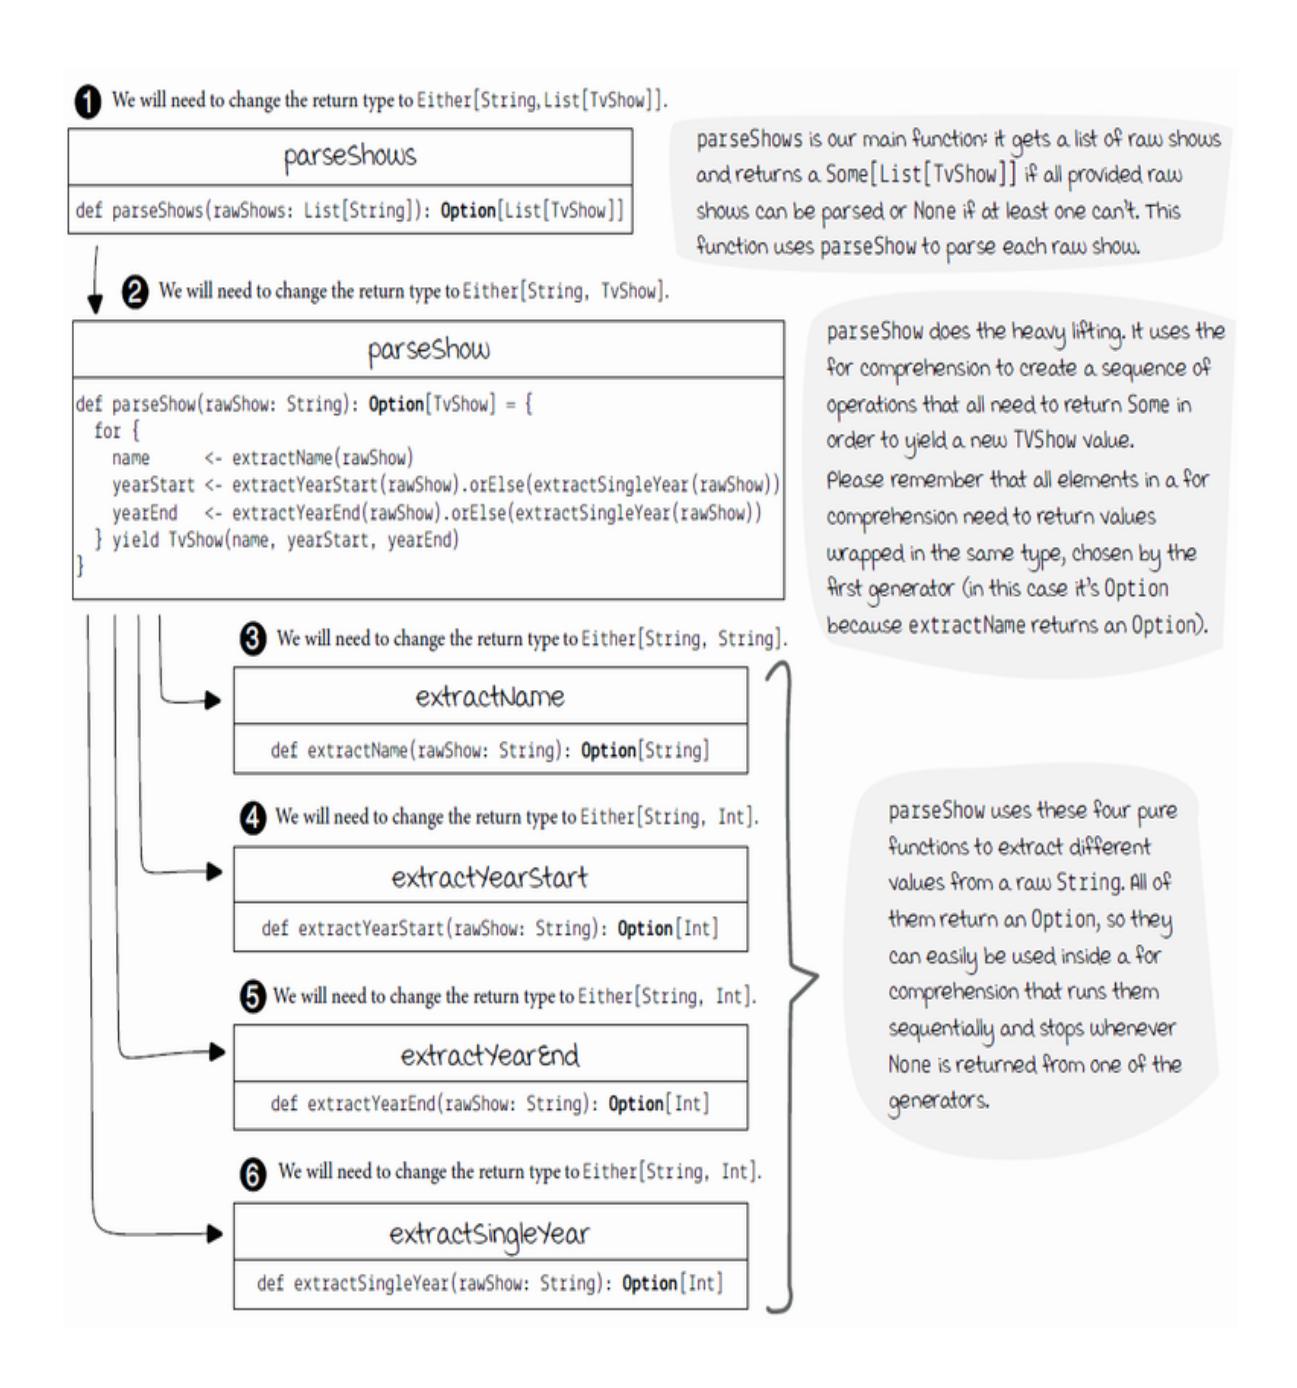 1 We will need to change the return type to Either[String,List[TvShow]].
parseShows
def parseShows(rawShows: List[String]): Option[List[TvShow]]
parseShows is our main function: it gets a list of raw shows
and returns a Some[List[TvShow]] if all provided raw
shows can be parsed or None if at least one can't. This
function uses parseShow to parse each raw show.
2 We will need to change the return type to Either[String, TvShow].
parseShow
def parseShow(rawShow: String): Option[TvShow] = {
for {
name <- extractName(rawShow)
yearStart <- extractYearStart(rawShow).orElse(extractSingleYear(rawShow))
yearEnd <- extractYearEnd(rawShow).orElse(extractSingleYear(rawShow))
} yield TvShow(name, yearStart, yearEnd)
}
parseShow does the heavy lifting. It uses the
for comprehension to create a sequence of
operations that all need to return Some in
order to yield a new TVShow value.
Please remember that all elements in a for
comprehension need to return values
wrapped in the same type, chosen by the
first generator (in this case it's Option
because extractName returns an Option).
3 We will need to change the return type to Either[String, String].
extractName
def extractName(rawShow: String): Option[String]
4 We will need to change the return type to Either[String, Int].
extractYearStart
def extractYearStart(rawShow: String): Option[Int]
5 We will need to change the return type to Either[String, Int].
extractYearEnd
def extractYearEnd(rawShow: String): Option[Int]
6 We will need to change the return type to Either[String, Int].
extractSingleYear
def extractSingleYear(rawShow: String): Option[Int]
parseShow uses these four pure
functions to extract different
values from a raw String. All of
them return an Option, so they
can easily be used inside a for
comprehension that runs them
sequentially and stops whenever
None is returned from one of the
generators.